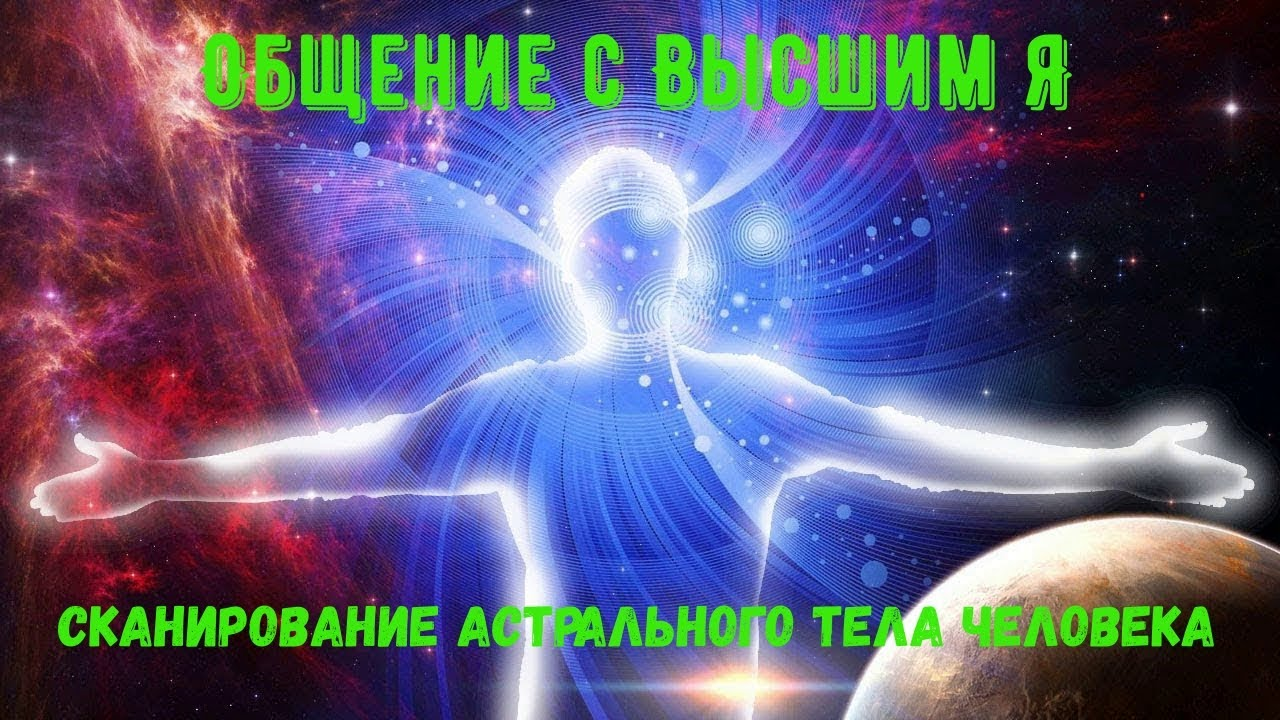 ОБЩЕНИЕ С ВЫСШИМ Я
СКАНИРОВАНИЕ АСТРАЛЬНОГО ТЕЛА ЧЕЛОВЕКА